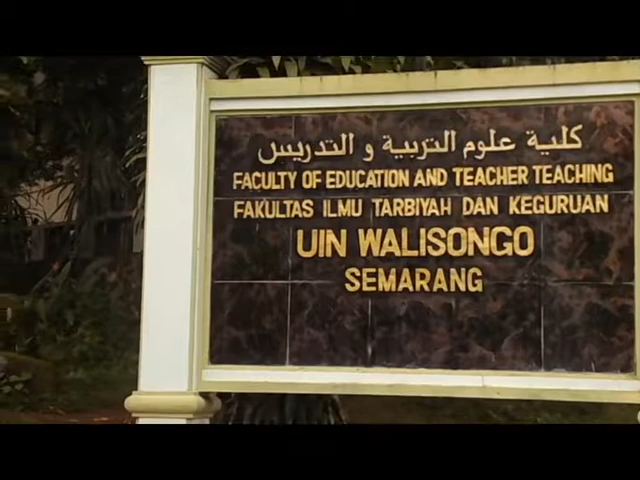 كلية علوم التربية و التدريس
FACULTY OF EDUCATION AND TEACHER TEACHING
FAKULTAS ILMU TARBIYAH DAN KEGURUAN
UIN WALISONGO
SEMARANG